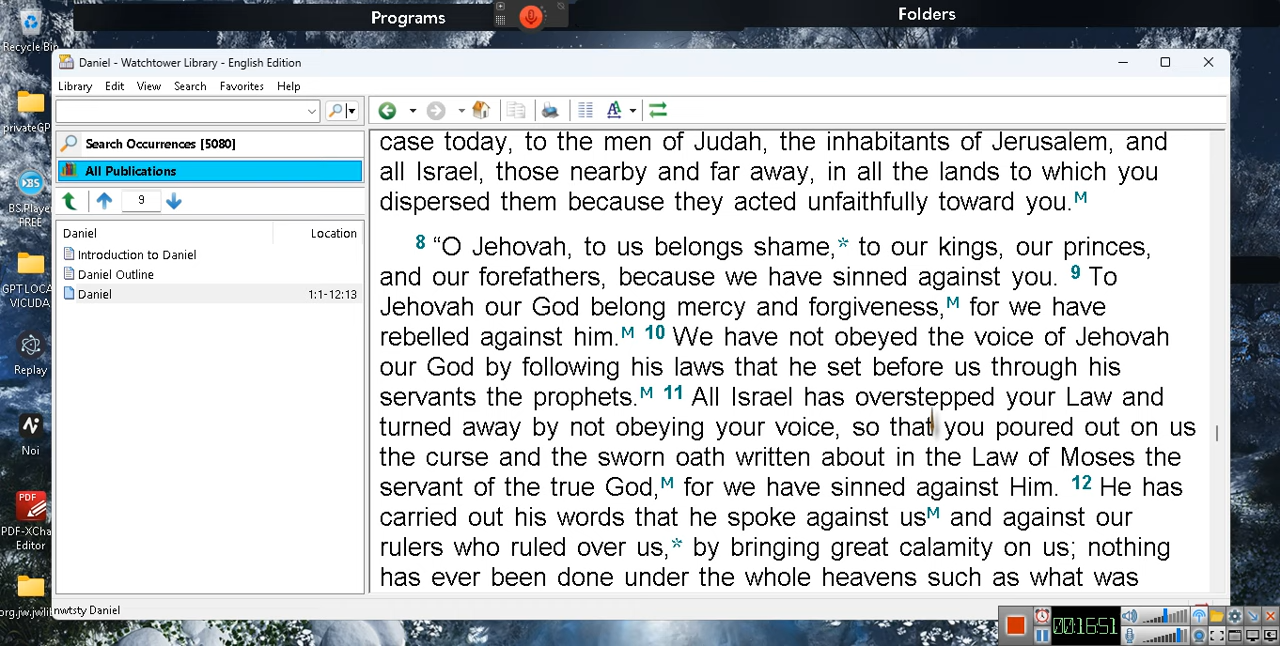 Programs
Folders
Recycle Bin
Daniel - Watchtower Library - English Edition
Library Edit View Search Favorites Help
privateGP
Search Occurrences [5080]
All Publications
BS.Player
FREE
9
Daniel Location
Introduction to Daniel
Daniel Outline
Daniel 1:1-12:13
GPT LOCA
VICUDA
Replay
Noi
PDF-XCha
Editor
org.jw.jwlib
nwtsty Daniel
case today, to the men of Judah, the inhabitants of Jerusalem, and
all Israel, those nearby and far away, in all the lands to which you
dispersed them because they acted unfaithfully toward you.M
8 “O Jehovah, to us belongs shame,* to our kings, our princes,
and our forefathers, because we have sinned against you. 9 To
Jehovah our God belong mercy and forgiveness,M for we have
rebelled against him.M 10 We have not obeyed the voice of Jehovah
our God by following his laws that he set before us through his
servants the prophets.M 11 All Israel has overstepped your Law and
turned away by not obeying your voice, so that you poured out on us
the curse and the sworn oath written about in the Law of Moses the
servant of the true God,M for we have sinned against Him. 12 He has
carried out his words that he spoke against usM and against our
rulers who ruled over us,* by bringing great calamity on us; nothing
has ever been done under the whole heavens such as what was
00:16:51